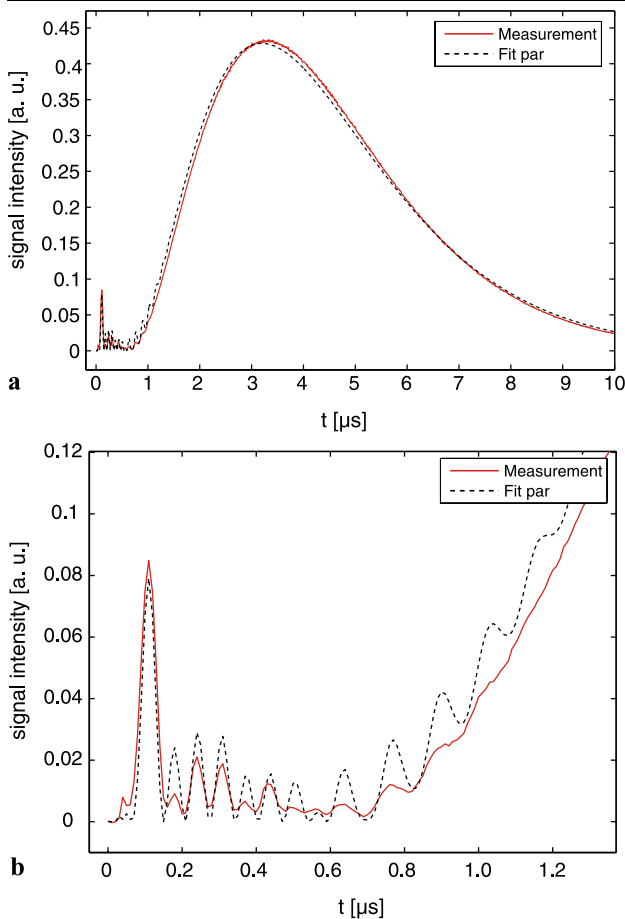 signal intensity [a. u.]
0.45
0.4
0.35
0.3
0.25
0.2
0.15
0.1
0.05
0
Measurement
Fit par
0 1 2 3 4 5 6 7 8 9 10
a
t [μs]
signal intensity [a. u.]
0.12
0.1
0.08
0.06
0.04
0.02
0
Measurement
Fit par
0 0.2 0.4 0.6 0.8 1.0 1.2
b
t [μs]